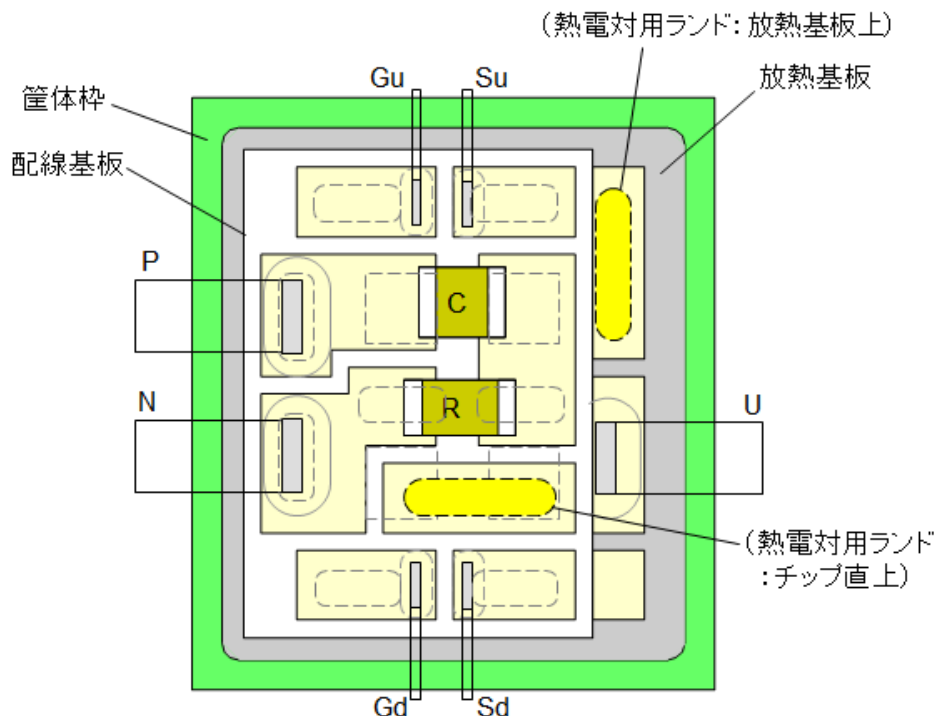 (熱電対用ランド: 放熱基板上)
放熱基板
筐体枠
配線基板
Gu
Su
P
C
N
R
U
(熱電対用ランド
:チップ直上)
Gd
Sd